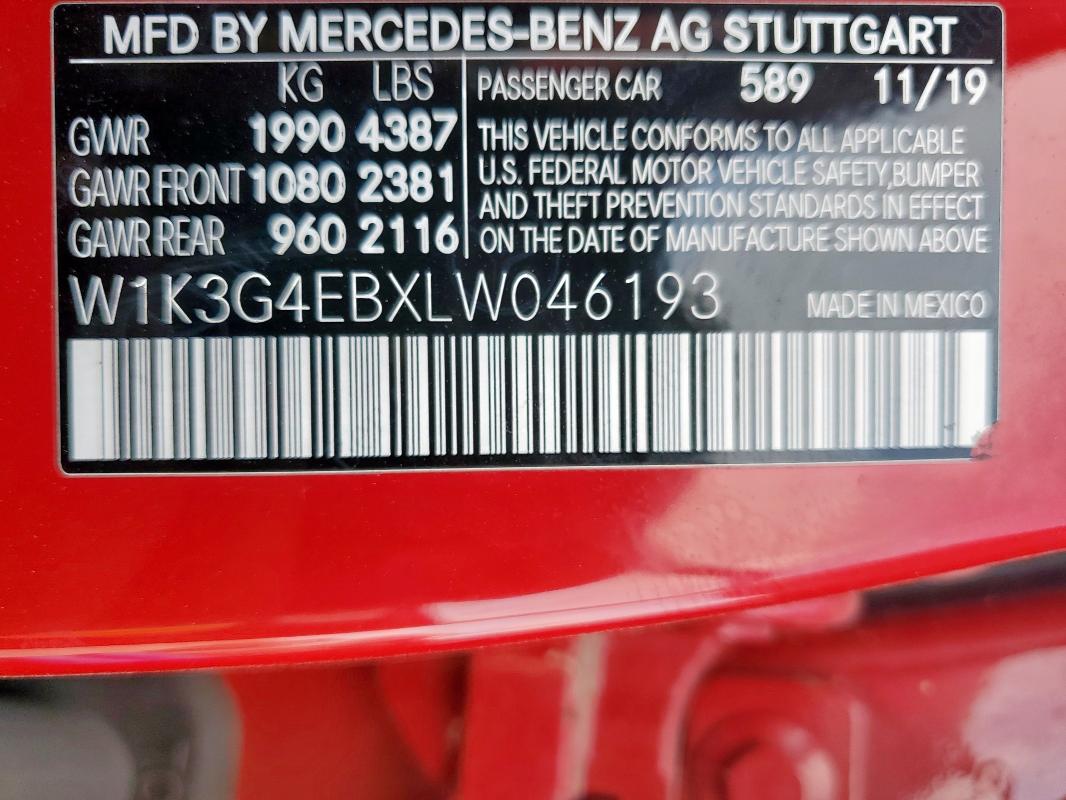 MFD BY MERCEDES-BENZ AG STUTTGART
KG LBS
GVWR 1990 4387
GAWR FRONT 1080 2381
GAWR REAR 960 2116
PASSENGER CAR 589 11/19
THIS VEHICLE CONFORMS TO ALL APPLICABLE
U.S. FEDERAL MOTOR VEHICLE SAFETY,BUMPER
AND THEFT PREVENTION STANDARDS IN EFFECT
ON THE DATE OF MANUFACTURE SHOWN ABOVE
W1K3G4EBXLW046193
MADE IN MEXICO